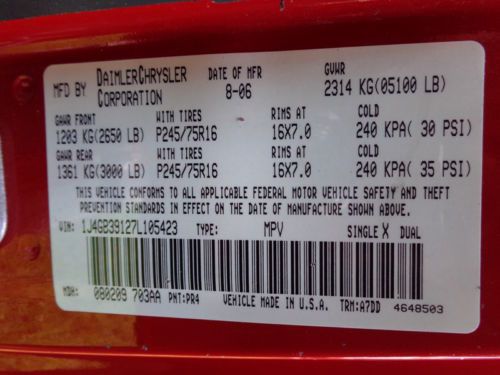 MFD BY DAIMLERCHRYSLER CORPORATION DATE OF MFR 8-06 GVWR 2314 KG(05100 LB)
GAWR FRONT WITH TIRES RIMS AT COLD
1203 KG(2650 LB) P245/75R16 16X7.0 240 KPA( 30 PSI)
GAWR REAR WITH TIRES RIMS AT COLD
1361 KG(3000 LB) P245/75R16 16X7.0 240 KPA( 35 PSI)
THIS VEHICLE CONFORMS TO ALL APPLICABLE FEDERAL MOTOR VEHICLE SAFETY AND THEFT
PREVENTION STANDARDS IN EFFECT ON THE DATE OF MANUFACTURE SHOWN ABOVE.
VIN: 1J4GB39127L105423 TYPE: MPV SINGLE X DUAL
MDH: 080209 703AA PNT:PR4 VEHICLE MADE IN U.S.A. TRM:A7DD 4648503